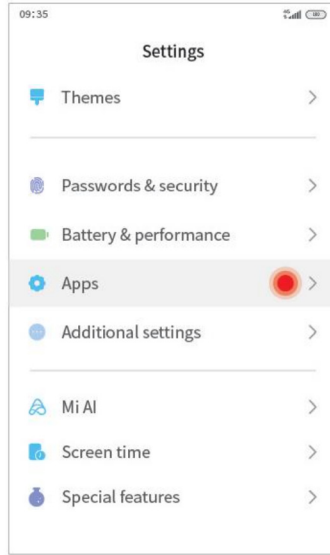 09:35
Settings
Themes
Passwords & security
Battery & performance
Apps
Additional settings
Mi AI
Screen time
Special features